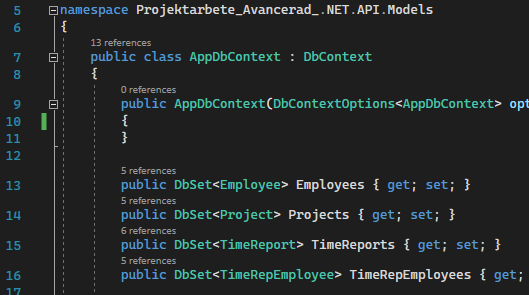 5 namespace Projektarbete_Avancerad_.NET.API.Models
6 {
13 references
7 public class AppDbContext : DbContext
8 {
0 references
9 public AppDbContext(DbContextOptions<AppDbContext> opt
10 {
11 }
12
5 references
13 public DbSet<Employee> Employees { get; set; }
5 references
14 public DbSet<Project> Projects { get; set; }
6 references
15 public DbSet<TimeReport> TimeReports { get; set; }
5 references
16 public DbSet<TimeRepEmployee> TimeRepEmployees { get;
17